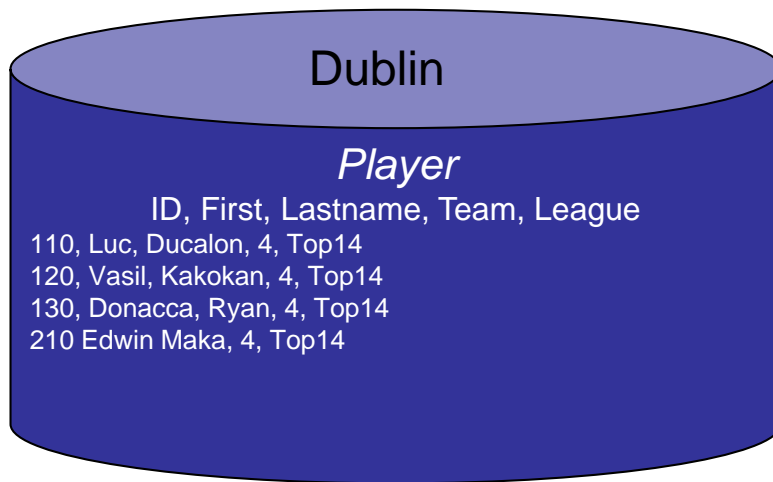 Dublin
Player
ID, First, Lastname, Team, League
110, Luc, Ducalon, 4, Top14
120, Vasil, Kakokan, 4, Top14
130, Donacca, Ryan, 4, Top14
210 Edwin Maka, 4, Top14